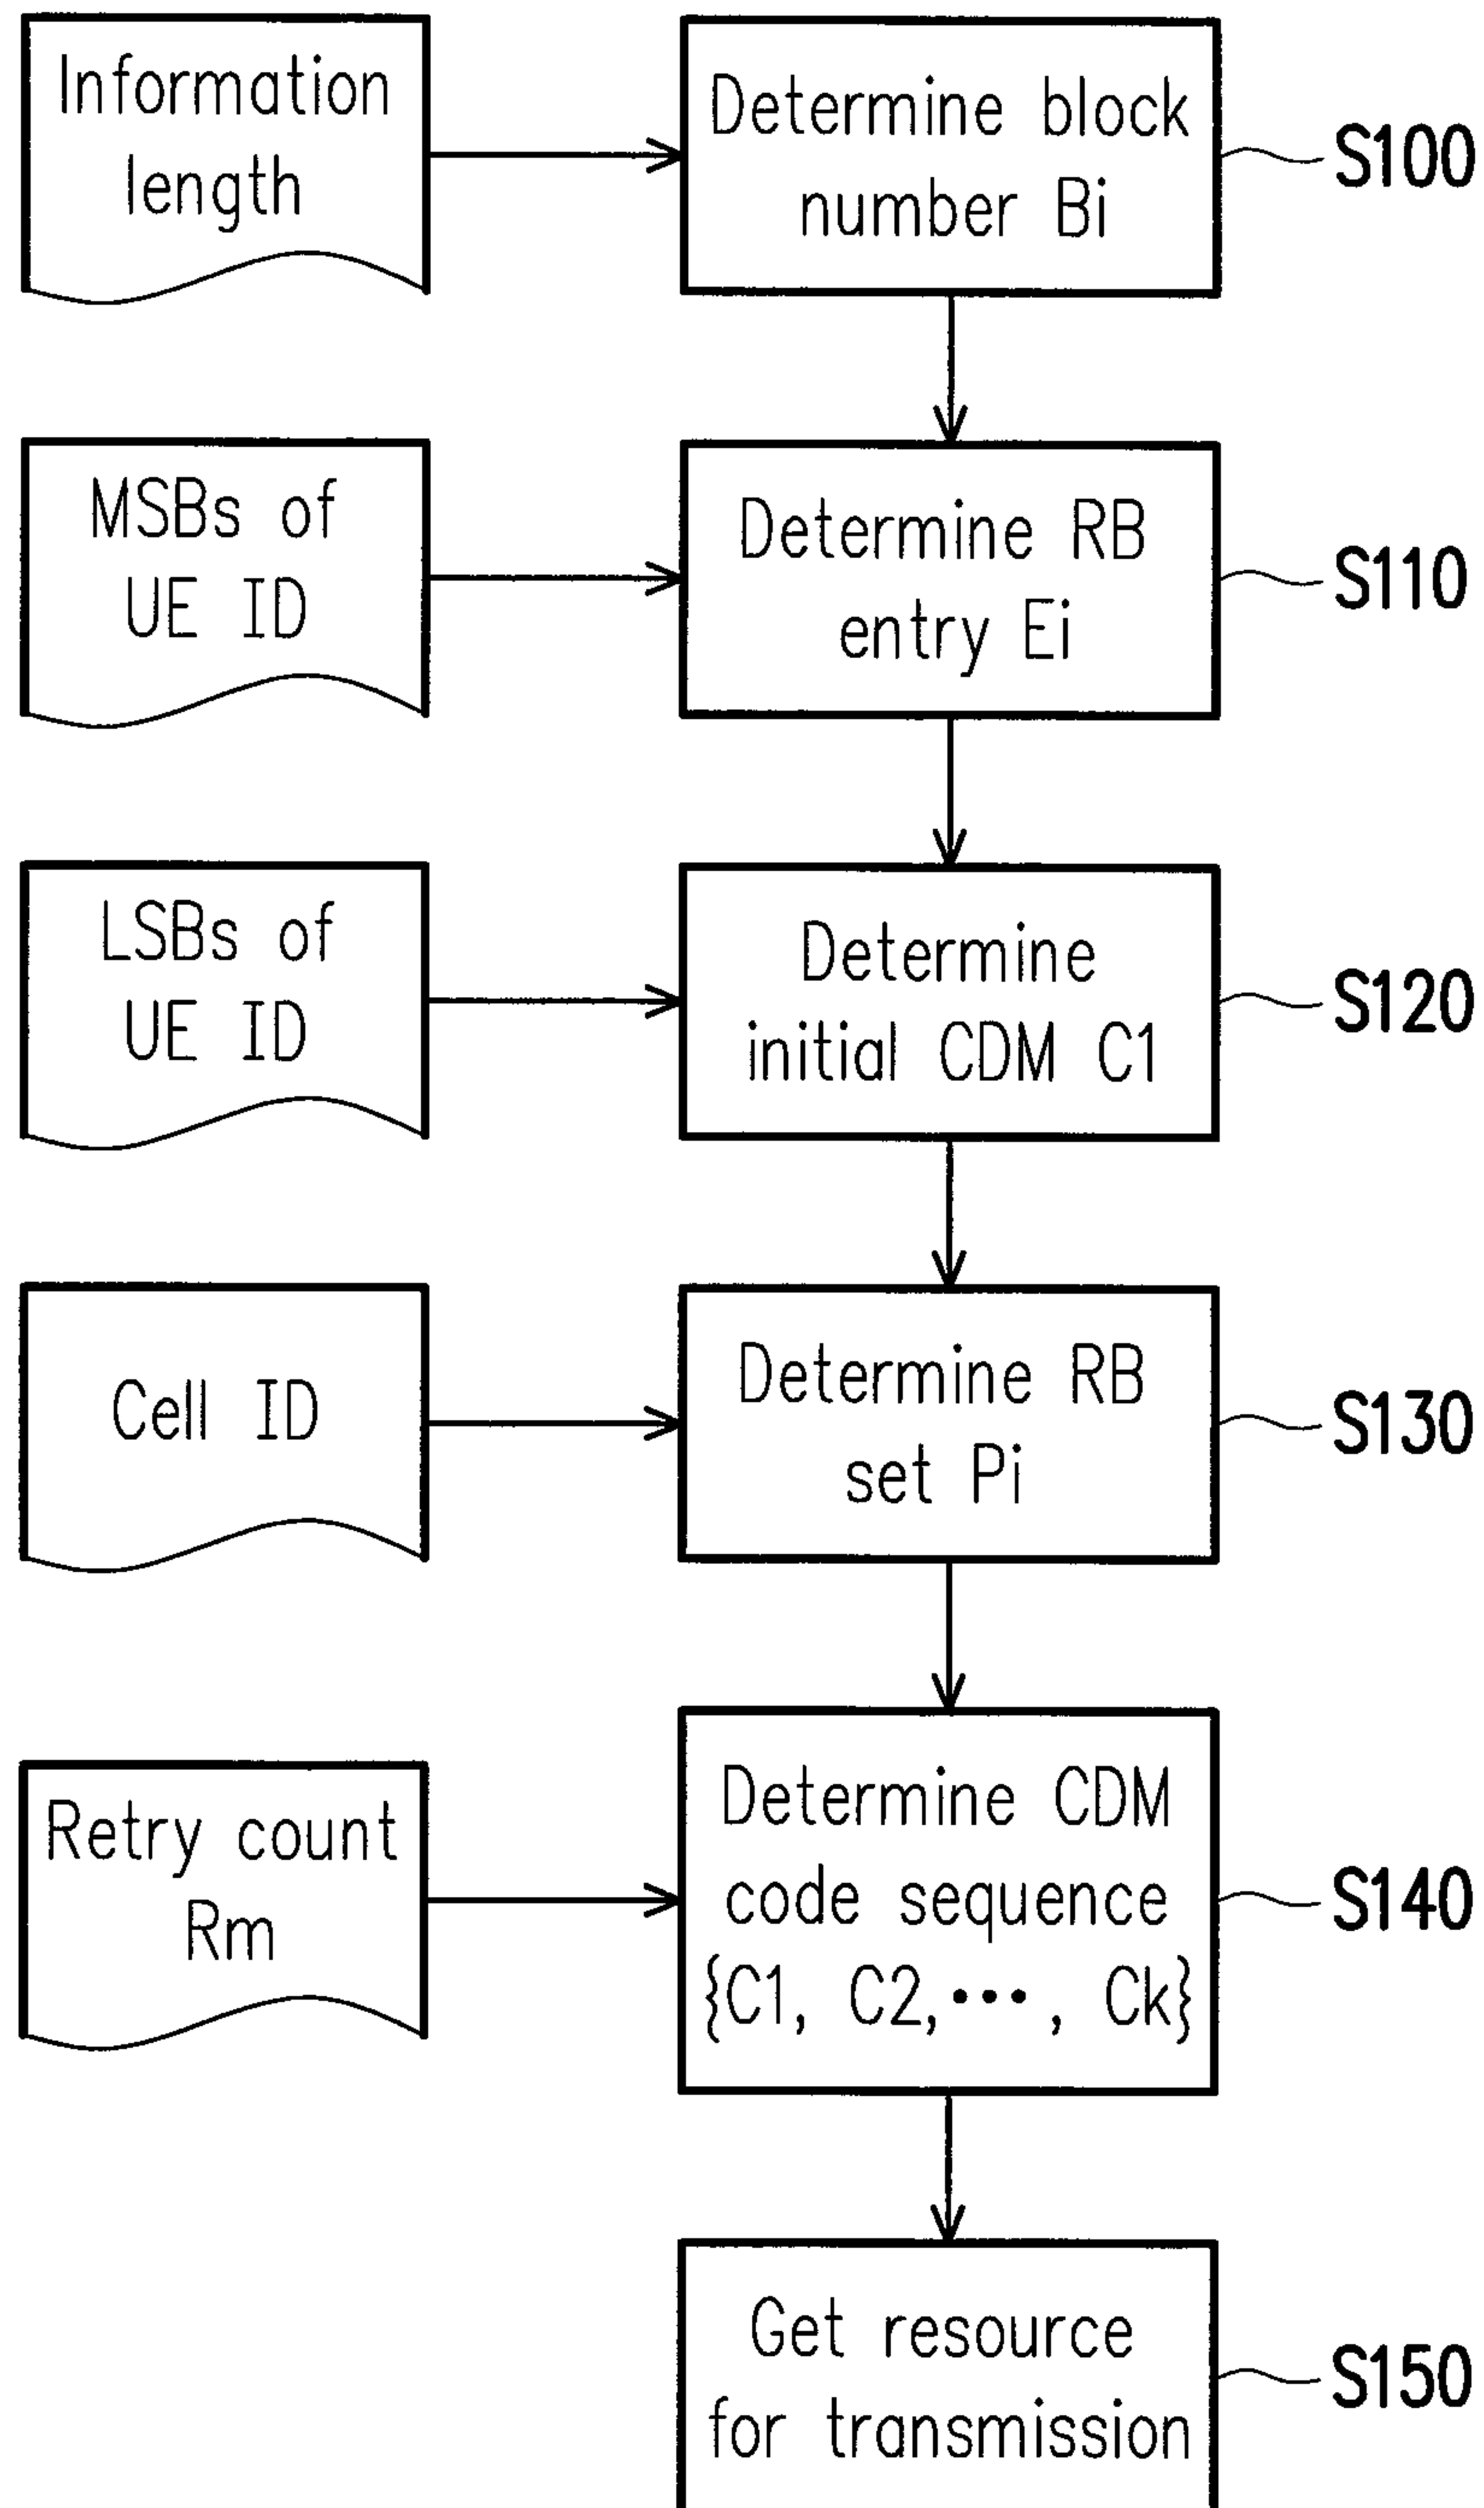 Information
length
Determine block
number Bi
S100
MSBs of
UE ID
Determine RB
entry Ei
S110
LSBs of
UE ID
Determine
initial CDM C1
S120
Cell ID
Determine RB
set Pi
S130
Retry count
Rm
Determine CDM
code sequence
{C1, C2,•••, Ck}
S140
Get resource
for transmission
S150